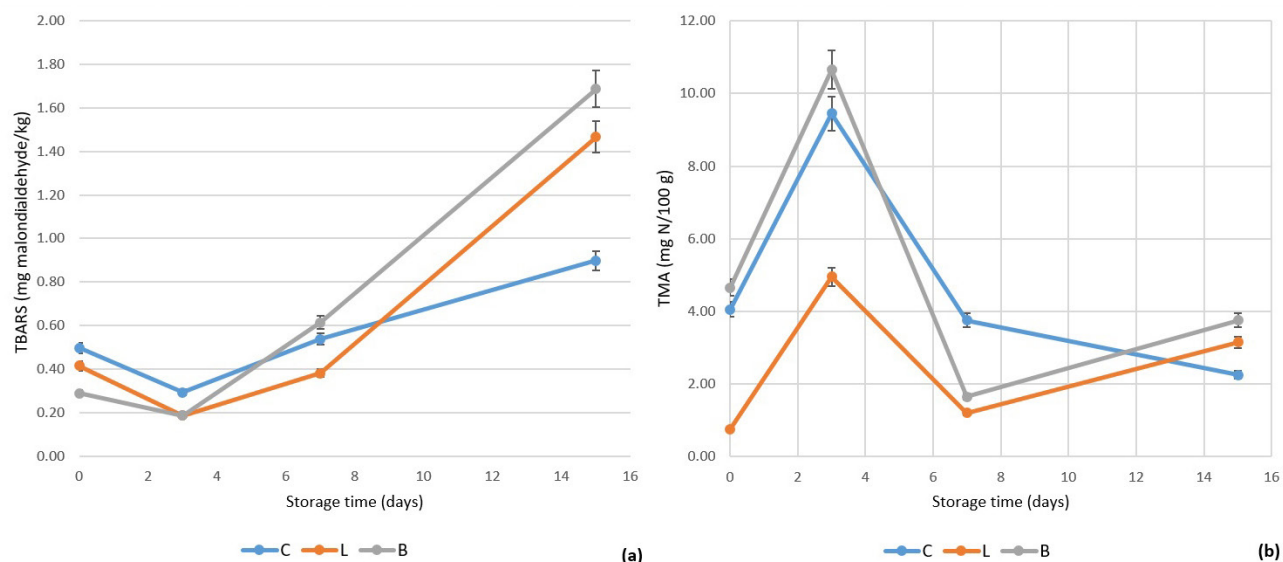 2.00
1.80
1.60
1.40
1.20
1.00
0.80
0.60
0.40
0.20
0.00
TBARS (mg malondialdehyde/kg)
0 2 4 6 8 10 12 14 16
Storage time (days)
C L B
(a)
12.00
10.00
8.00
6.00
4.00
2.00
0.00
TMA (mg N/100 g)
0 2 4 6 8 10 12 14 16
Storage time (days)
C L B
(b)